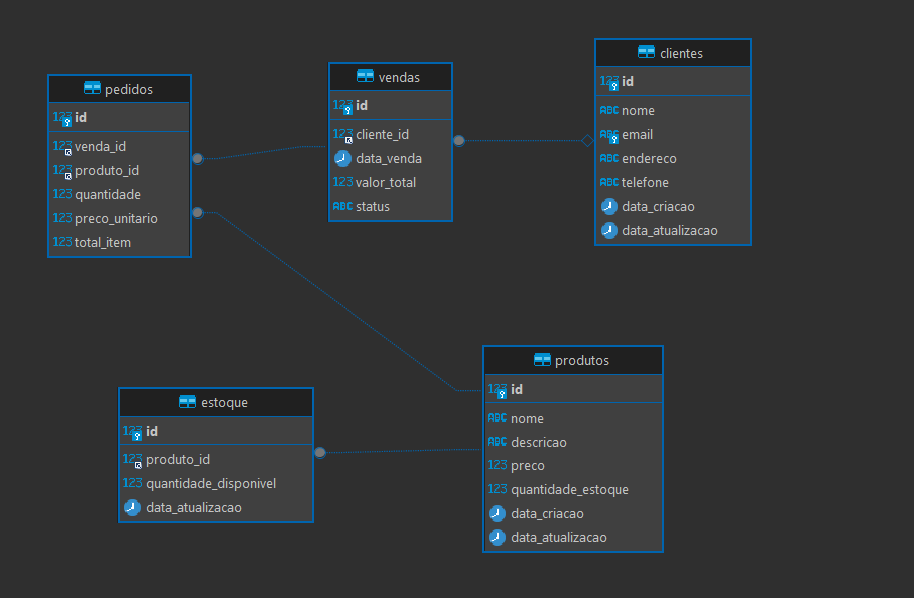 pedidos
123 id
123 venda_id
123 produto_id
123 quantidade
123 preco_unitario
123 total_item
vendas
123 id
123 cliente_id
data_venda
123 valor_total
ABC status
clientes
123 id
ABC nome
ABC email
ABC endereco
ABC telefone
data_criacao
data_atualizacao
estoque
123 id
123 produto_id
123 quantidade_disponivel
data_atualizacao
produtos
123 id
ABC nome
ABC descricao
123 preco
123 quantidade_estoque
data_criacao
data_atualizacao